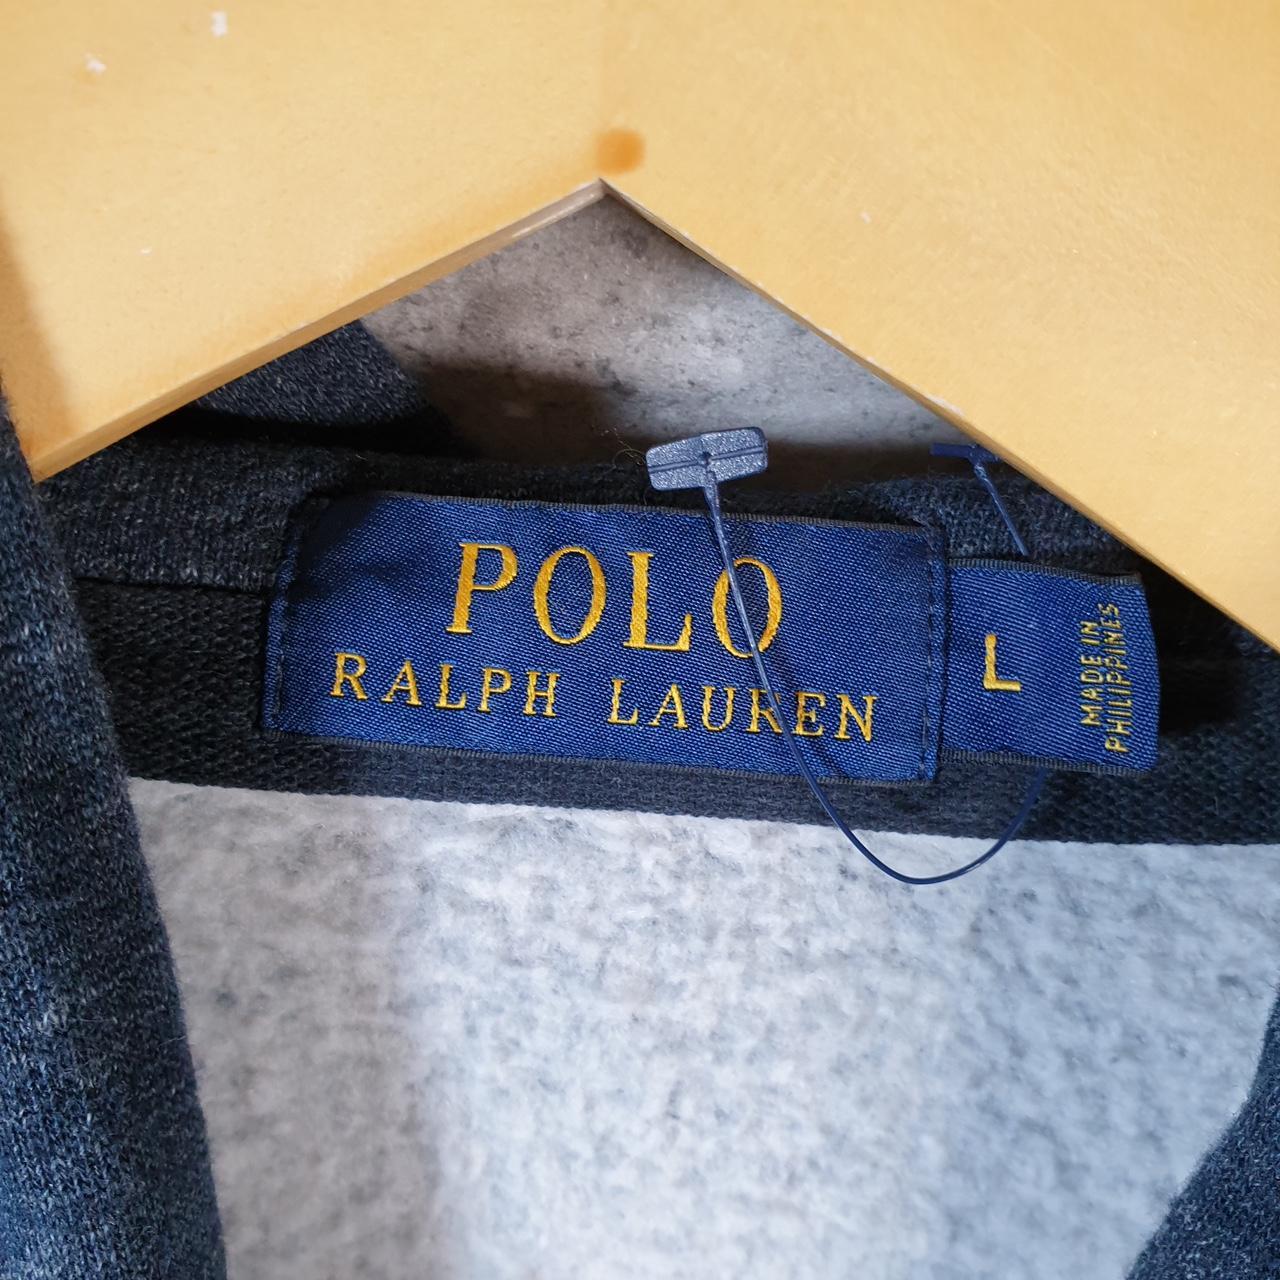 POLO
RALPH LAUREN
L
MADE IN
PHILIPPINES